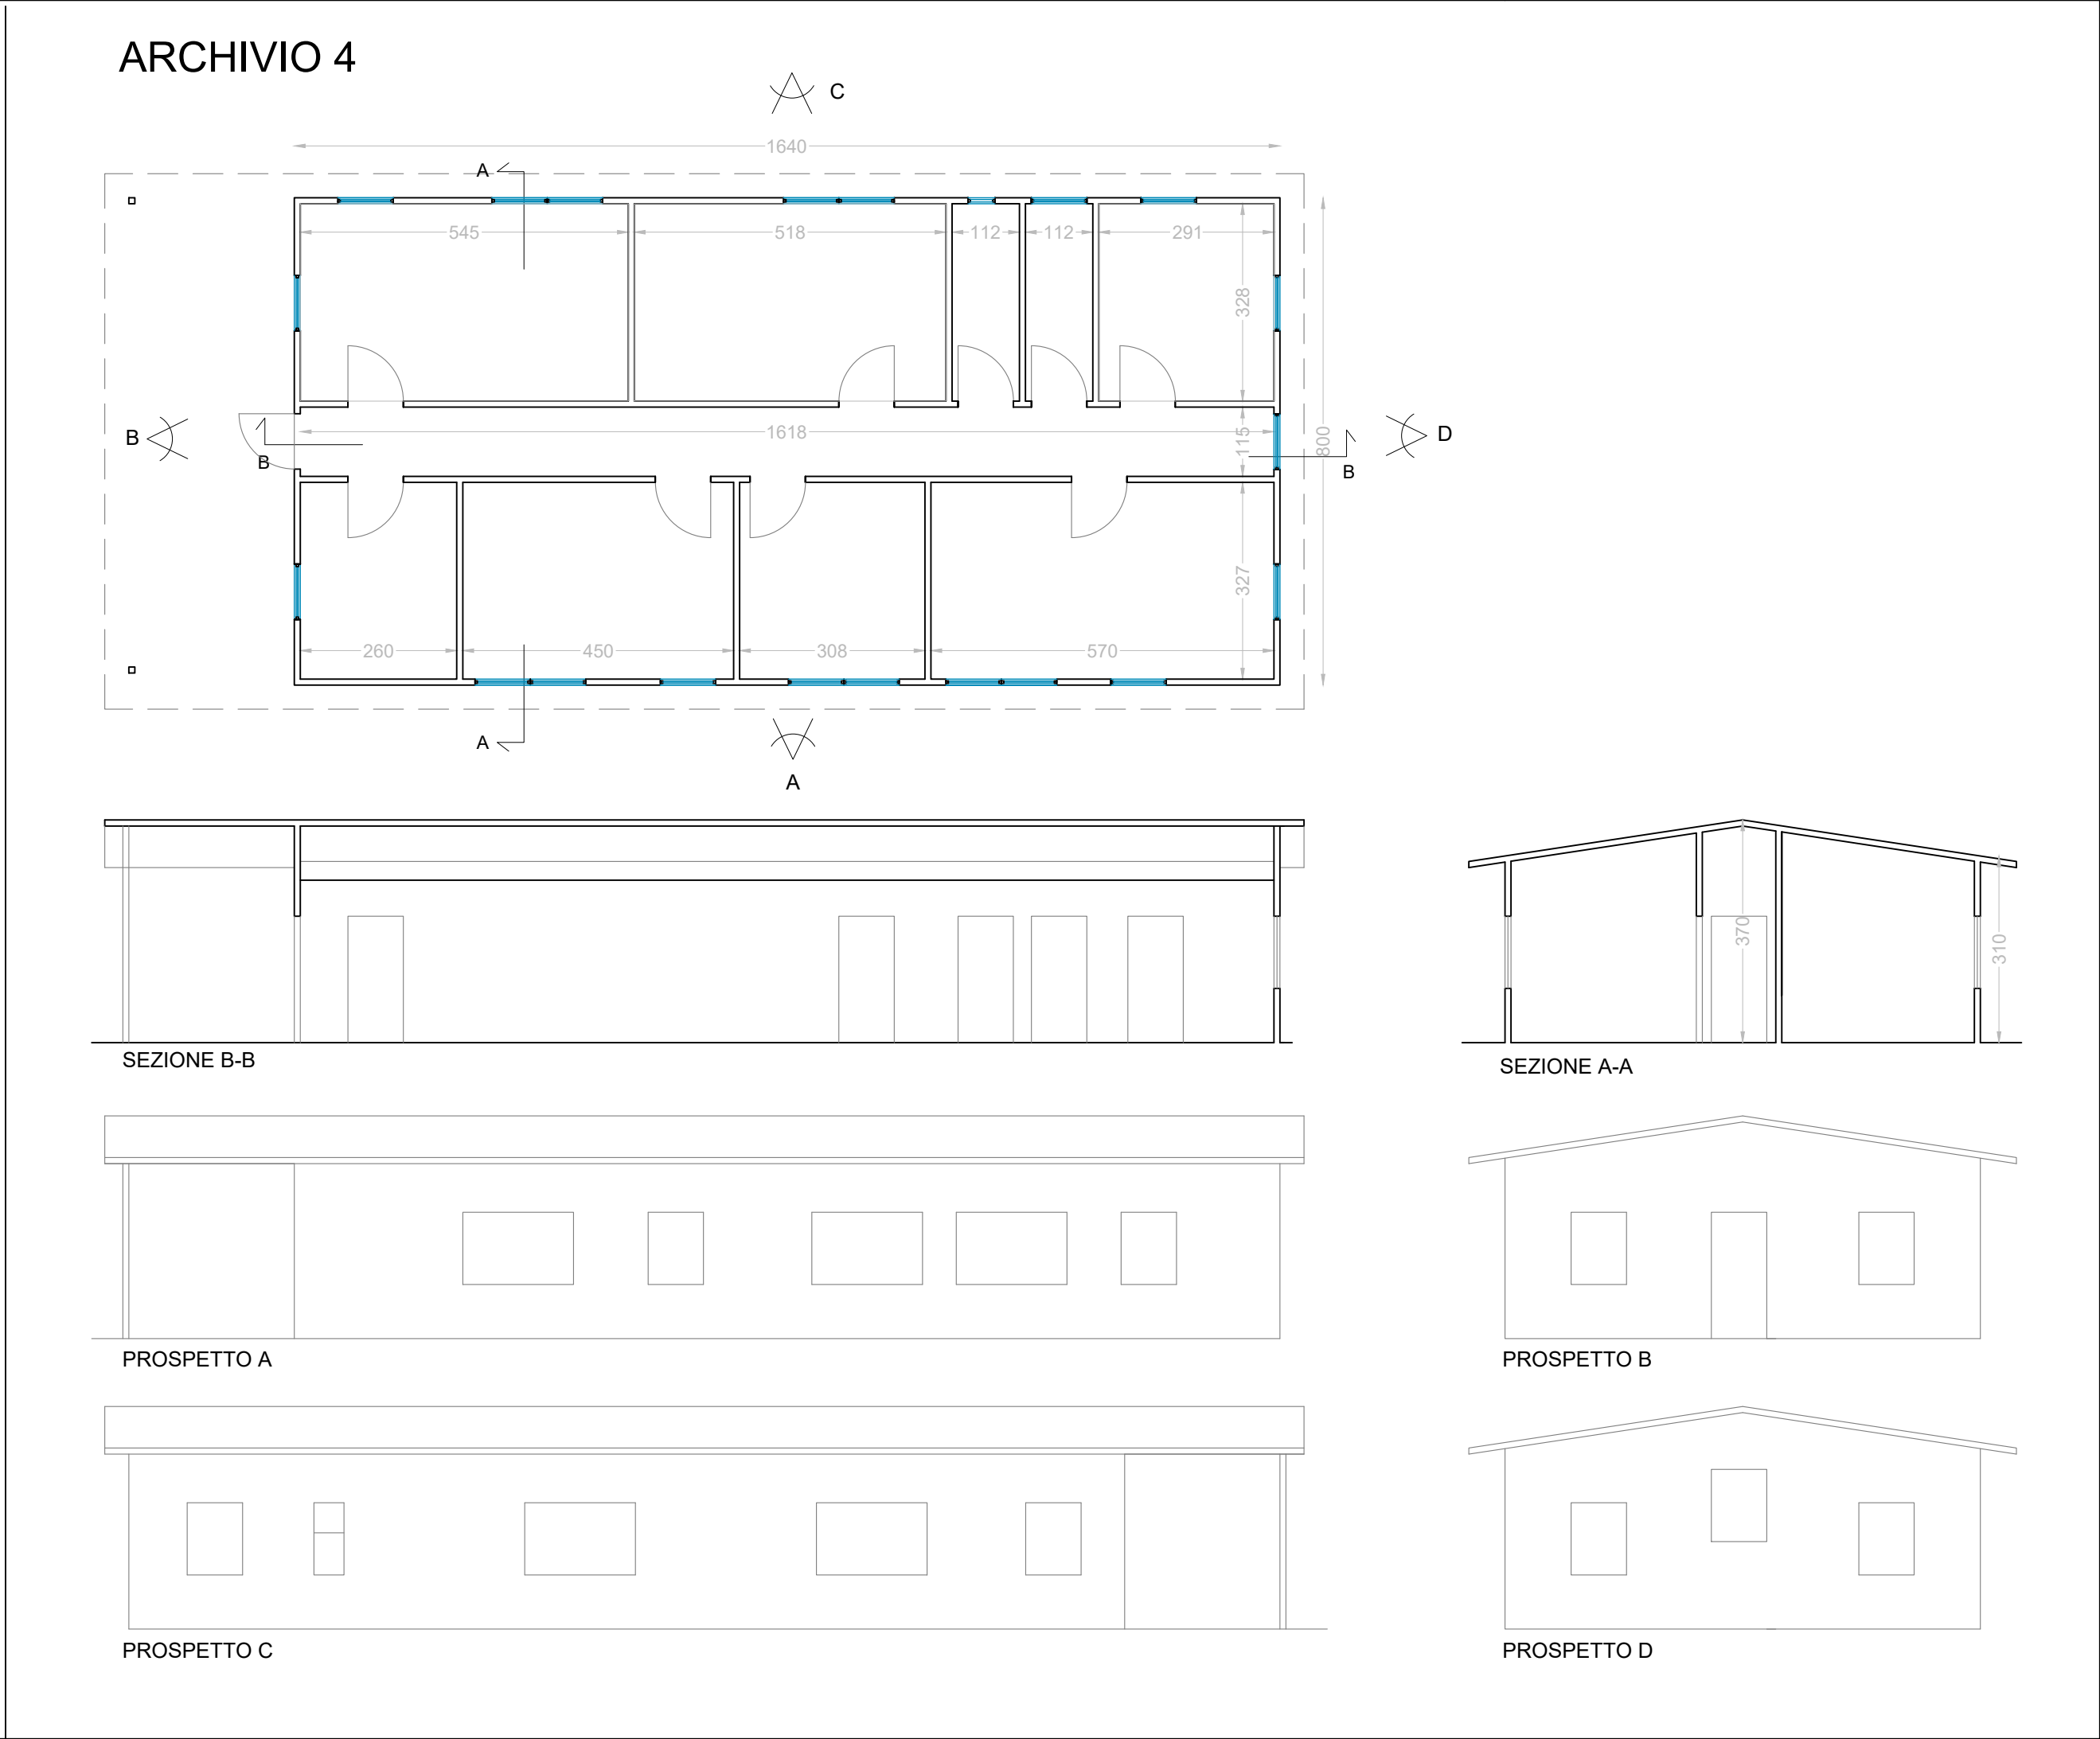 ARCHIVIO 4
C
1640
A
545
518
112
112
291
328
B
1618
115
800
D
B
B
327
260
450
308
570
A
A
370
310
SEZIONE B-B
SEZIONE A-A
PROSPETTO A
PROSPETTO B
PROSPETTO C
PROSPETTO D